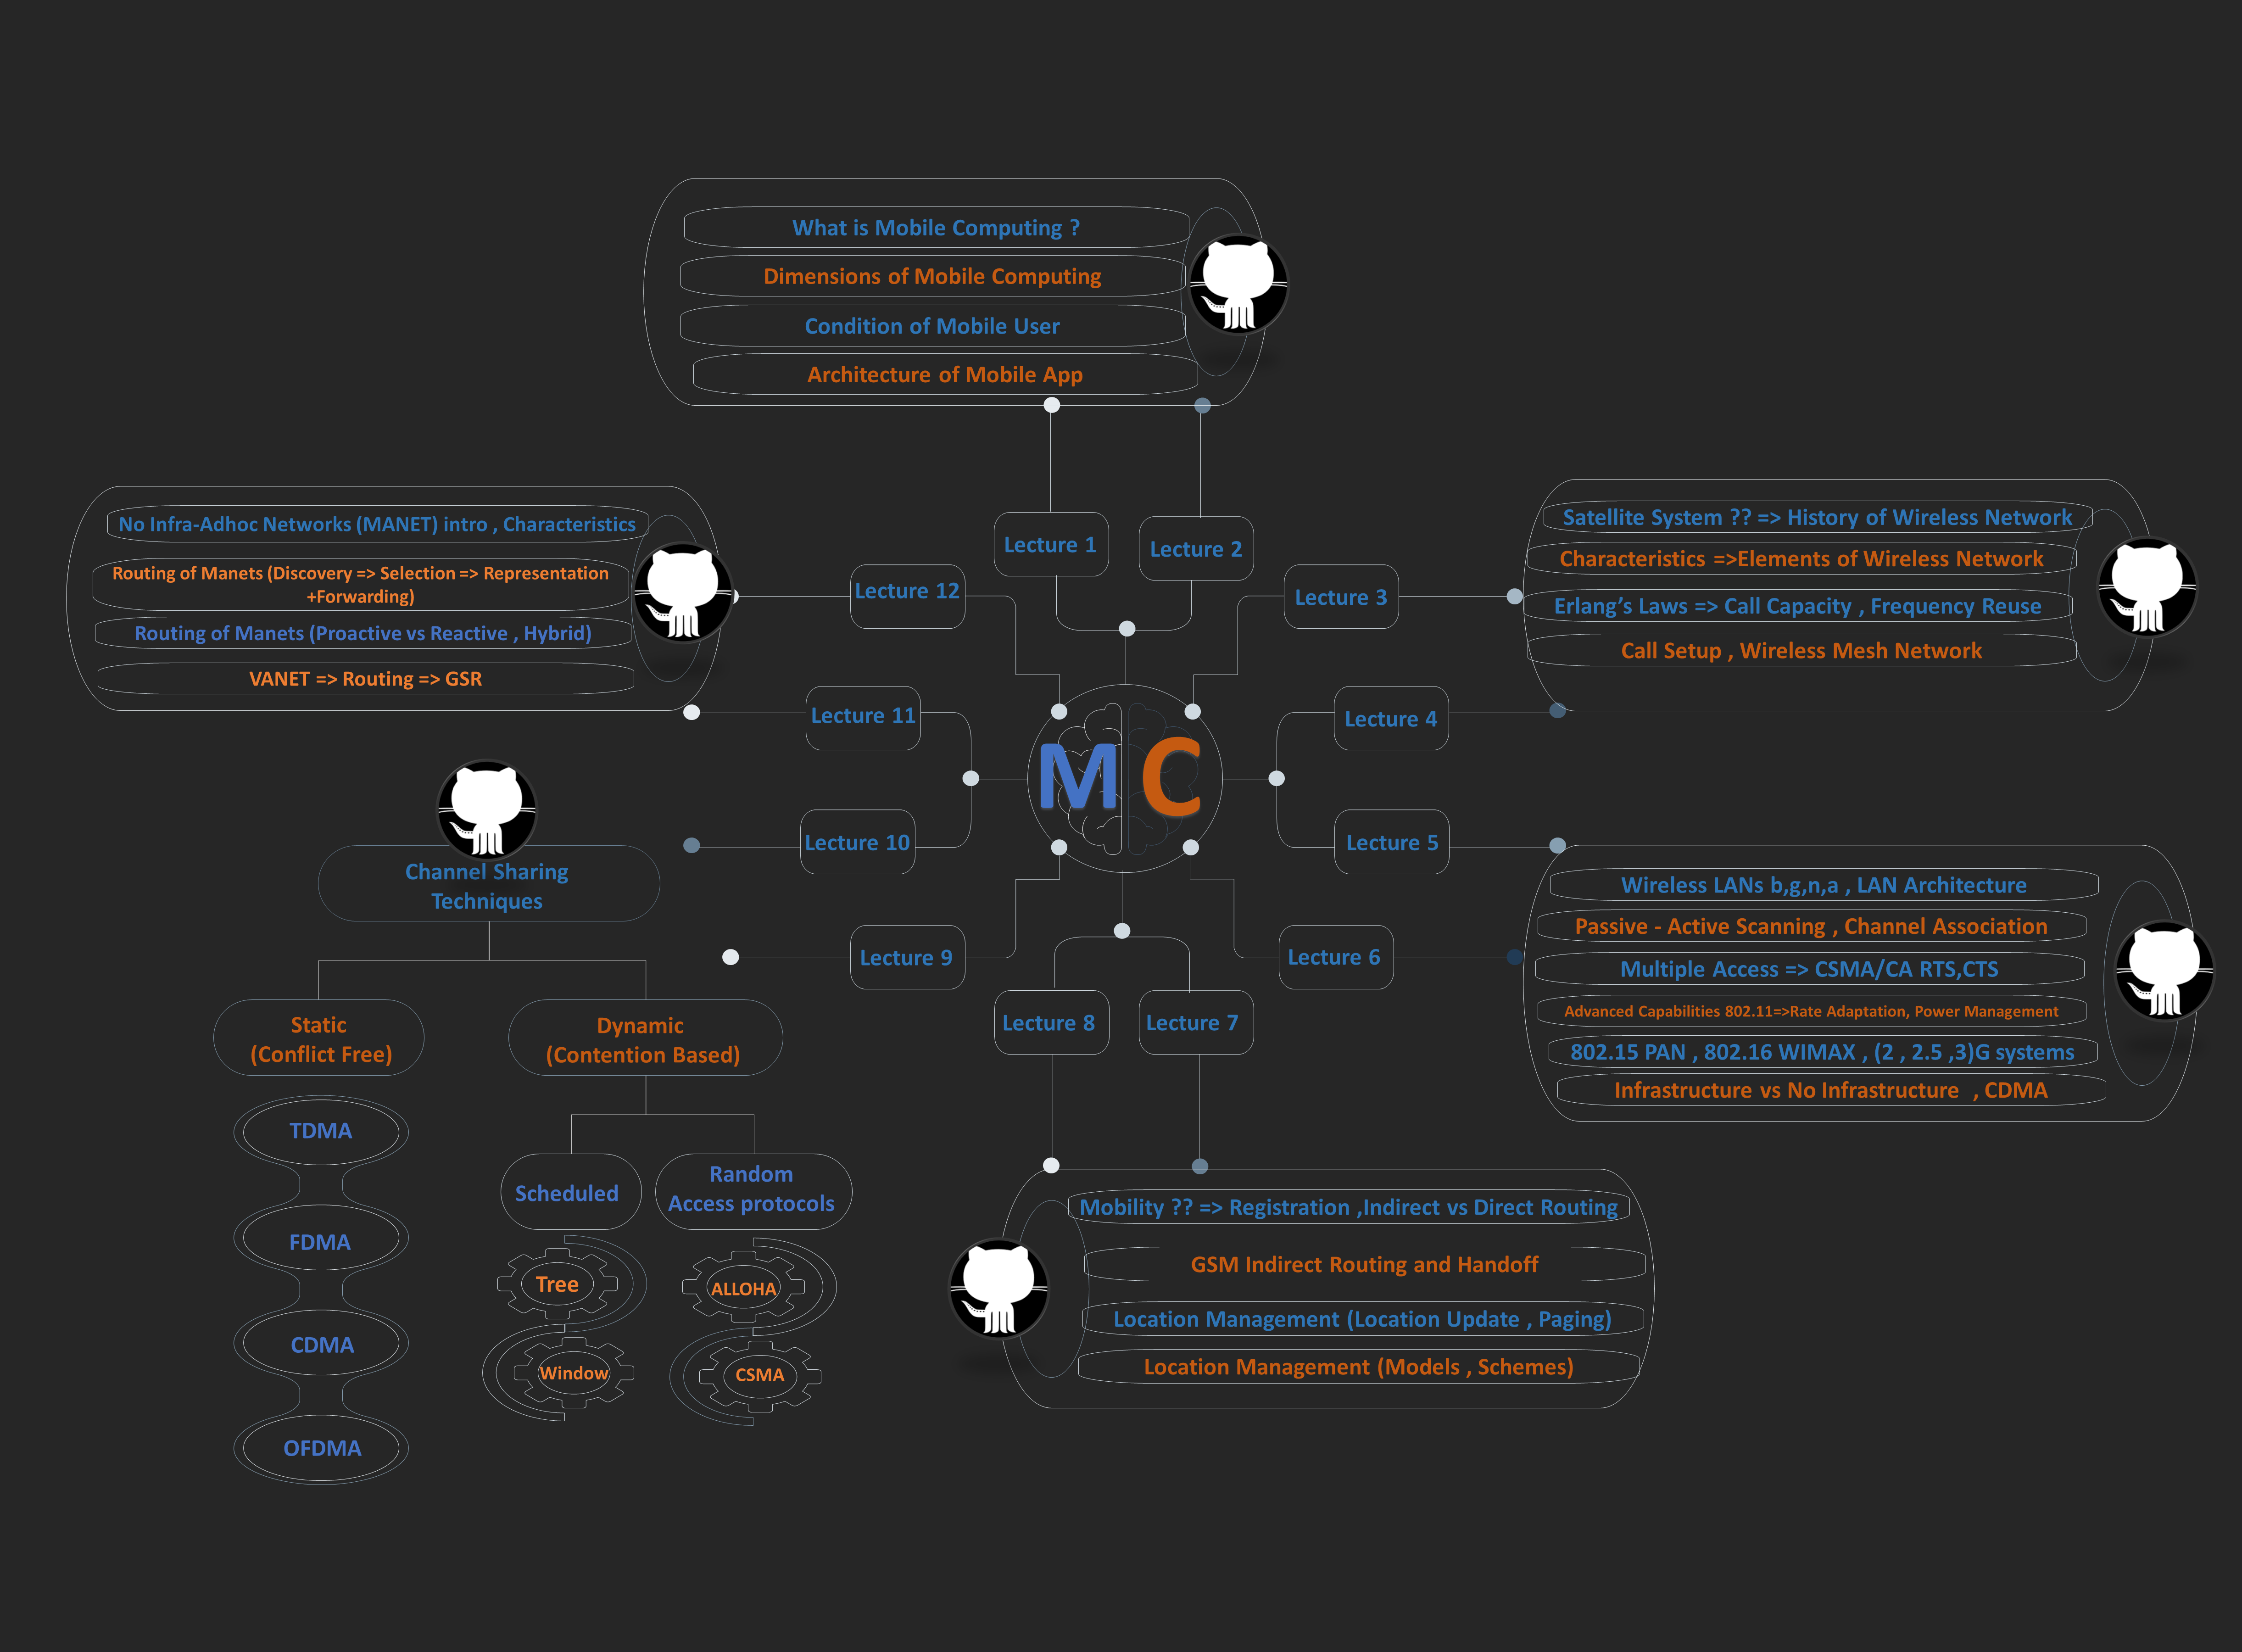 What is Mobile Computing ?
Dimensions of Mobile Computing
Condition of Mobile User
Architecture of Mobile App
No Infra-Adhoc Networks (MANET) intro , Characteristics
Routing of Manets (Discovery => Selection => Representation
+Forwarding)
Routing of Manets (Proactive vs Reactive , Hybrid)
VANET => Routing => GSR
Satellite System ?? => History of Wireless Network
Characteristics =>Elements of Wireless Network
Erlang’s Laws => Call Capacity , Frequency Reuse
Call Setup , Wireless Mesh Network
Lecture 1
Lecture 2
Lecture 12
Lecture 3
Lecture 11
Lecture 4
M C
Lecture 10
Lecture 5
Lecture 9
Lecture 6
Lecture 8
Lecture 7
Channel Sharing
Techniques
Static
(Conflict Free)
Dynamic
(Contention Based)
TDMA
FDMA
CDMA
OFDMA
Scheduled
Random
Access protocols
Tree
Window
ALLOHA
CSMA
Wireless LANs b,g,n,a , LAN Architecture
Passive - Active Scanning , Channel Association
Multiple Access => CSMA/CA RTS,CTS
Advanced Capabilities 802.11=>Rate Adaptation, Power Management
802.15 PAN , 802.16 WIMAX , (2 , 2.5 ,3)G systems
Infrastructure vs No Infrastructure , CDMA
Mobility ?? => Registration ,Indirect vs Direct Routing
GSM Indirect Routing and Handoff
Location Management (Location Update , Paging)
Location Management (Models , Schemes)